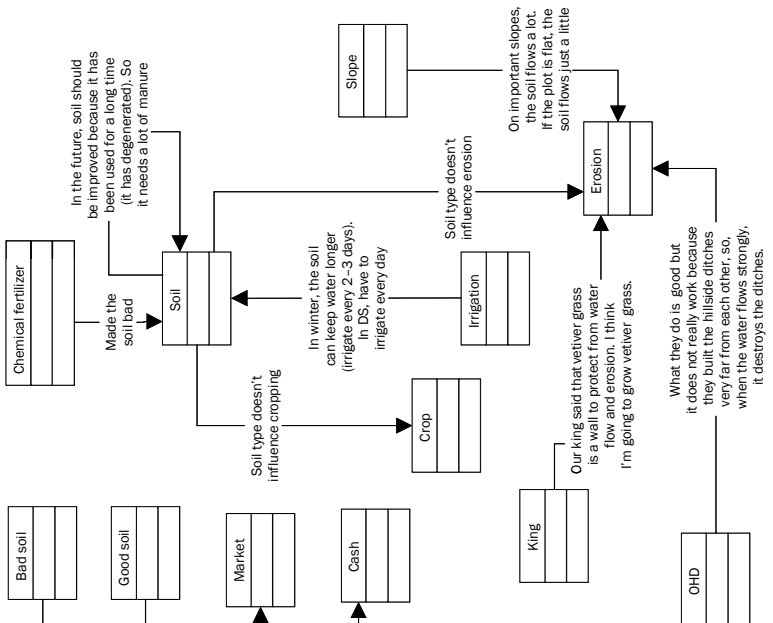 Chemical fertilizer
Made the
soil bad
Soil
In the future, soil should
be improved because it has
been used for a long time
(it has degenerated). So
it needs a lot of manure
Slope
On important slopes,
the soil flows a lot.
If the plot is flat, the
soil flows just a little
Soil type doesn't
influence erosion
Erosion
In winter, the soil
can keep water longer
(irrigate every 2–3 days).
In DS, have to
irrigate every day
Irrigation
Soil type doesn't
influence cropping
Crop
Bad soil
Good soil
Market
Cash
King
Our king said that vetiver grass
is a wall to protect from water
flow and erosion. I think
I'm going to grow vetiver grass.
OHD
What they do is good but
it does not really work because
they built the hillside ditches
very far from each other, so,
when the water flows strongly,
it destroys the ditches.